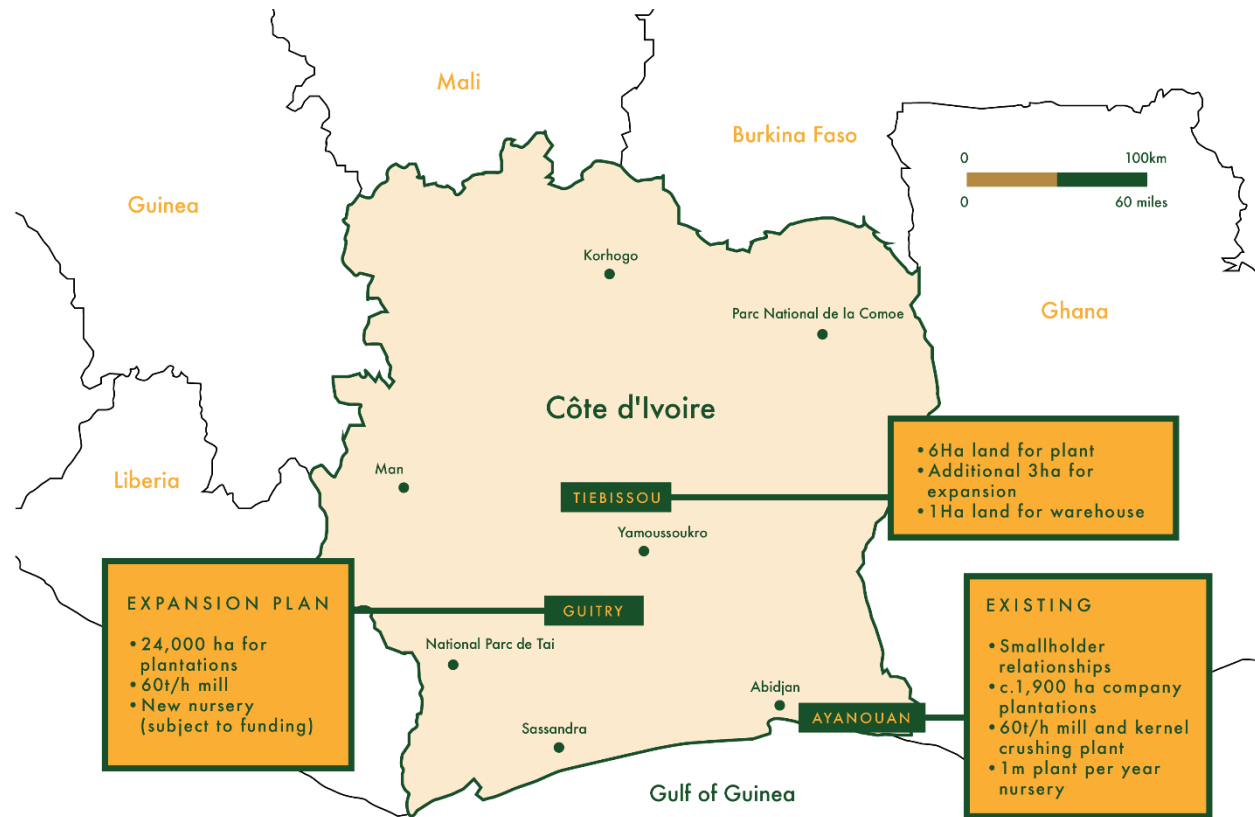 Mali
Burkina Faso
0 100km
0 60 miles
Guinea
Korhogo
Parc National de la Comoe
Ghana
Côte d'Ivoire
Liberia
Man
TIEBISSOU
• 6Ha land for plant
• Additional 3ha for
expansion
• 1Ha land for warehouse
Yamoussoukro
EXPANSION PLAN
• 24,000 ha for
plantations
• 60t/h mill
• New nursery
(subject to funding)
GUITRY
National Parc de Tai
Abidjan
AYANOUAN
Sassandra
EXISTING
• Smallholder
relationships
• c.1,900 ha company
plantations
• 60t/h mill and kernel
crushing plant
• 1m plant per year
nursery
Gulf of Guinea